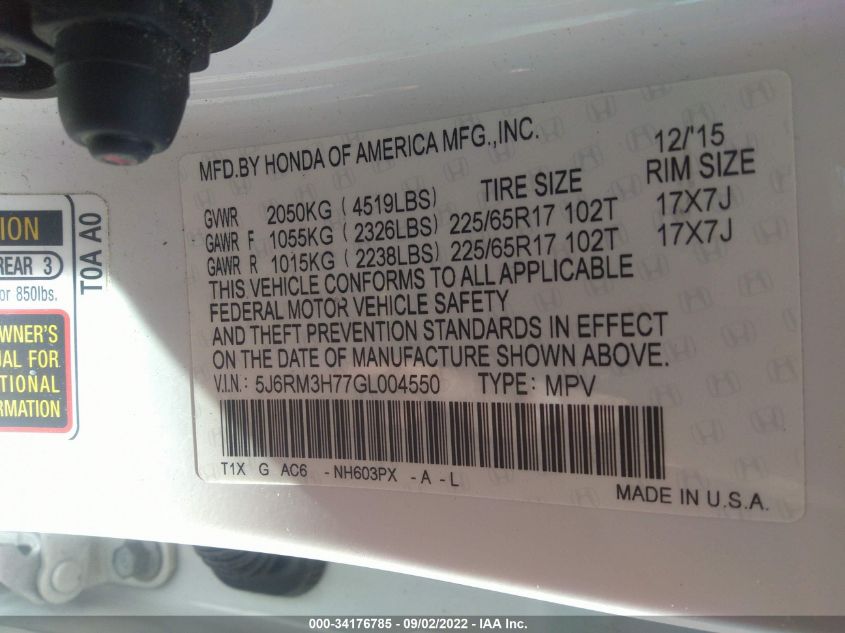 MFD.BY HONDA OF AMERICA MFG.,INC. 12/'15
TIRE SIZE RIM SIZE
GVWR 2050KG ( 4519LBS)
GAWR F 1055KG ( 2326LBS) 225/65R17 102T 17X7J
GAWR R 1015KG ( 2238LBS) 225/65R17 102T 17X7J
THIS VEHICLE CONFORMS TO ALL APPLICABLE
FEDERAL MOTOR VEHICLE SAFETY
AND THEFT PREVENTION STANDARDS IN EFFECT
ON THE DATE OF MANUFACTURE SHOWN ABOVE.
V.I.N.: 5J6RM3H77GL004550 TYPE: MPV
T1X G AC6 - NH603PX - A - L
MADE IN U.S.A.
ION
REAR 3
or 850lbs.
T0A A0
WNER'S
AL FOR
TIONAL
RMATION
000-34176785 - 09/02/2022 - IAA Inc.